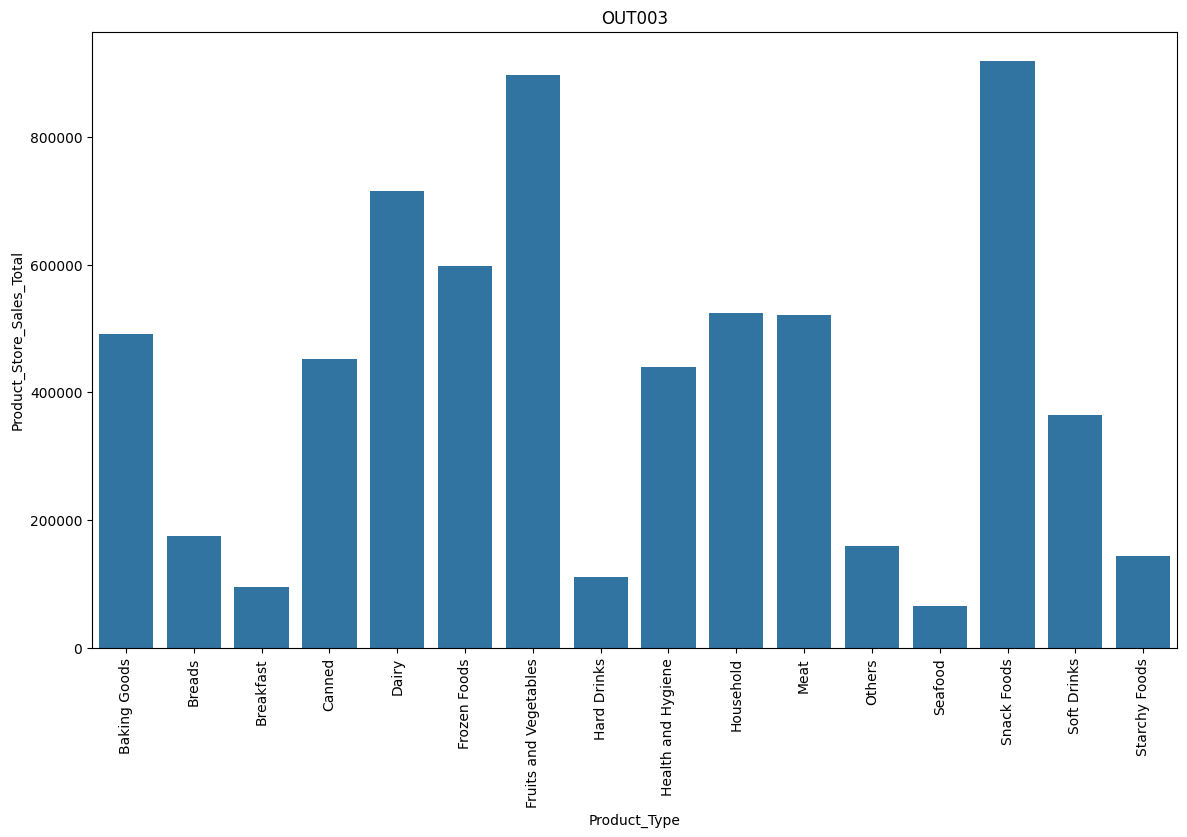 OUT003
Product_Store_Sales_Total
800000
600000
400000
200000
0
Baking Goods
Breads
Breakfast
Canned
Dairy
Frozen Foods
Fruits and Vegetables
Hard Drinks
Health and Hygiene
Household
Meat
Others
Seafood
Snack Foods
Soft Drinks
Starchy Foods
Product_Type